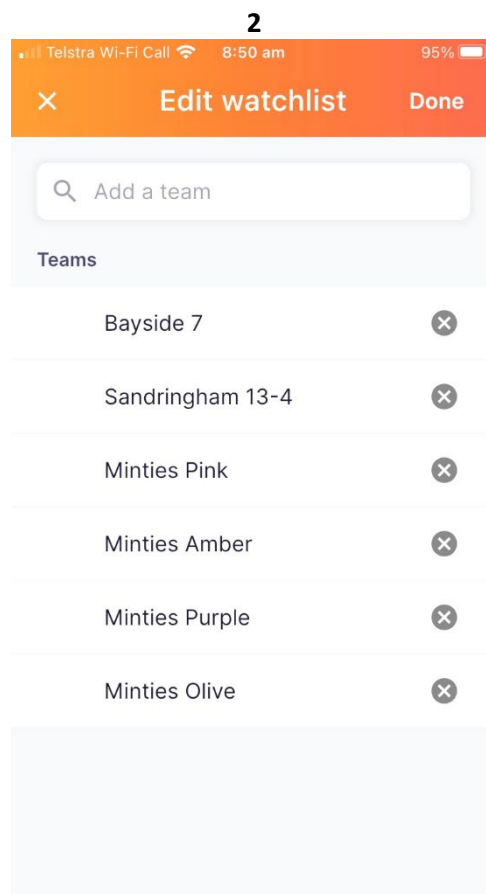 2
Telstra Wi-Fi Call 8:50 am 95%
Edit watchlist Done
Add a team
Teams
Bayside 7
Sandringham 13-4
Minties Pink
Minties Amber
Minties Purple
Minties Olive